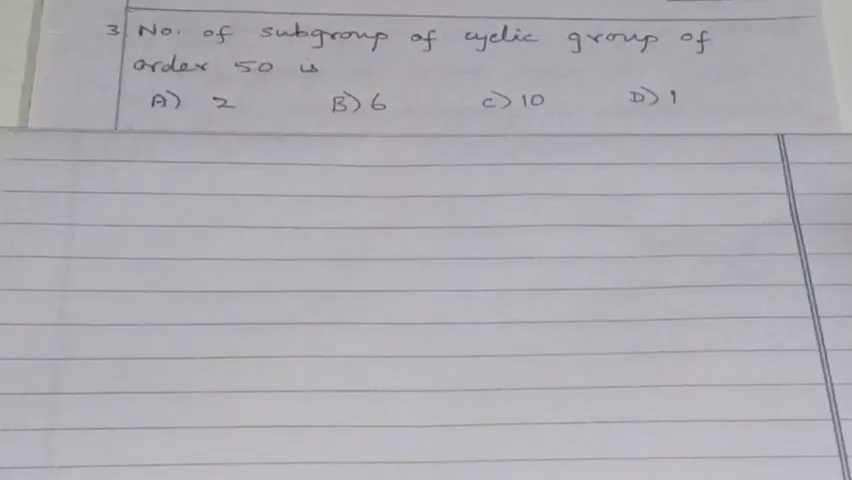 3 No. of subgroup of cyclic group of
order 50 is
A) 2 B) 6 C) 10 D) 1